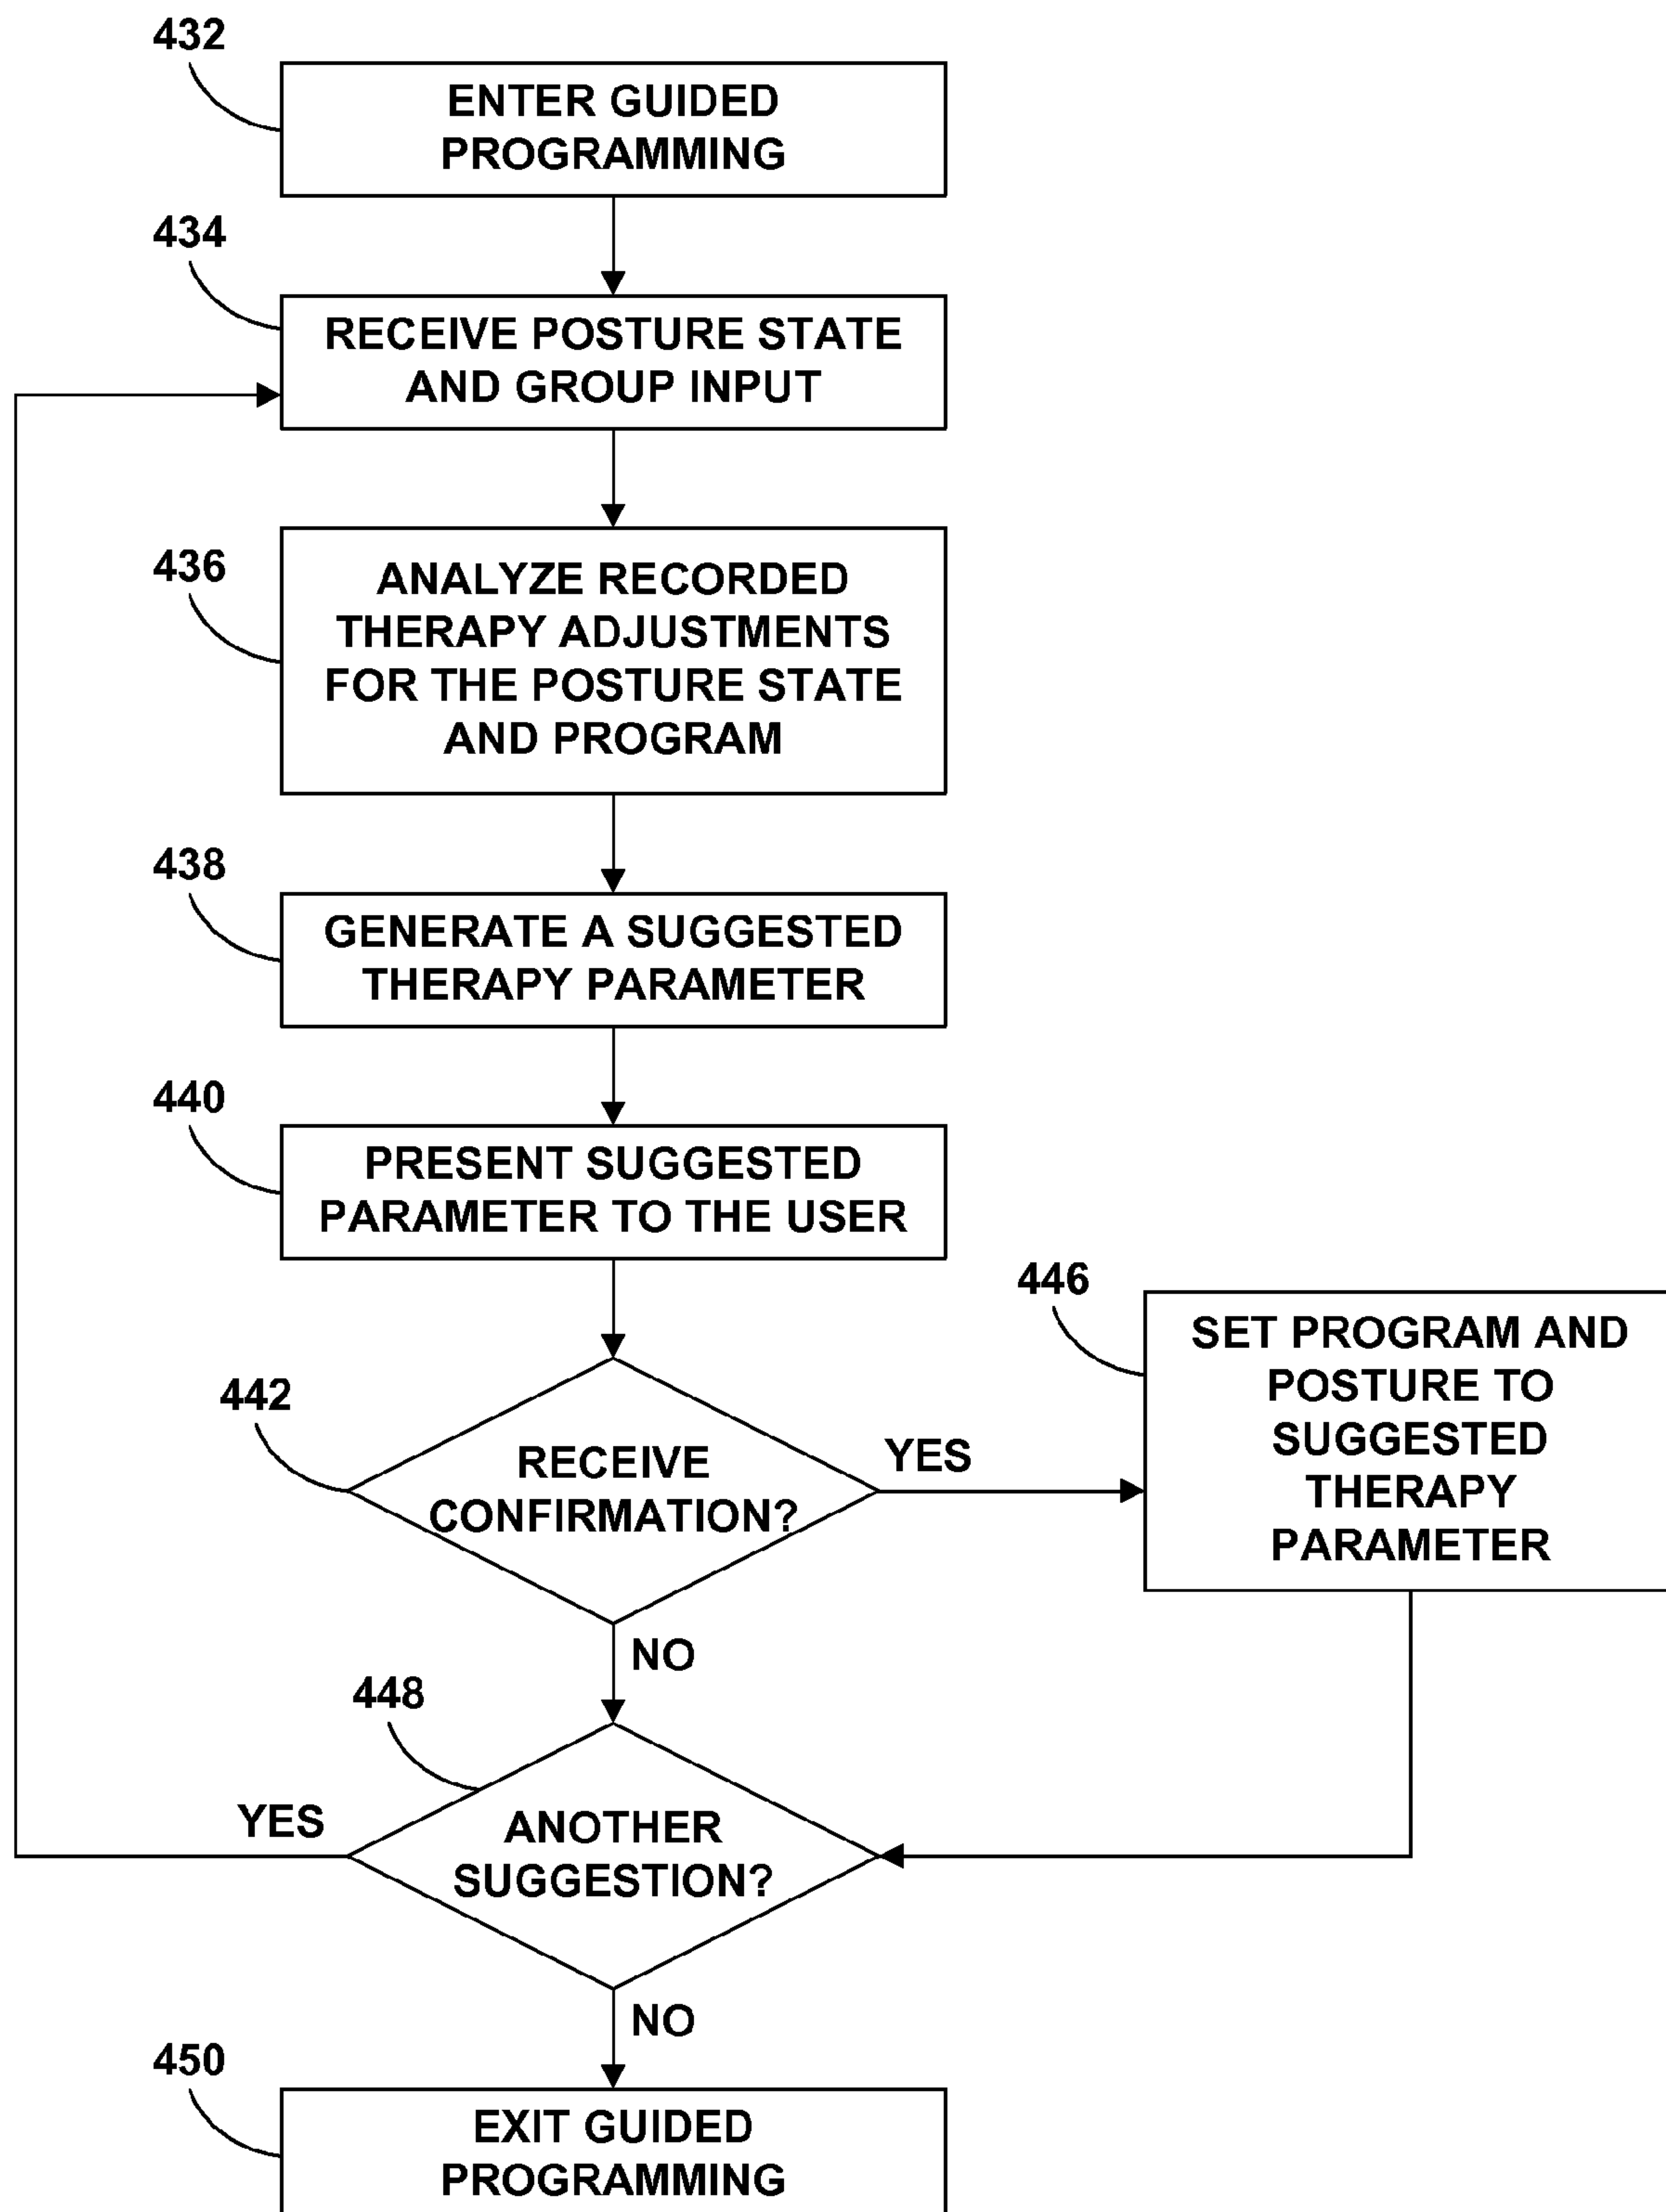 432
ENTER GUIDED
PROGRAMMING
434
RECEIVE POSTURE STATE
AND GROUP INPUT
436
ANALYZE RECORDED
THERAPY ADJUSTMENTS
FOR THE POSTURE STATE
AND PROGRAM
438
GENERATE A SUGGESTED
THERAPY PARAMETER
440
PRESENT SUGGESTED
PARAMETER TO THE USER
442
RECEIVE
CONFIRMATION?
YES
446
SET PROGRAM AND
POSTURE TO
SUGGESTED
THERAPY
PARAMETER
NO
448
ANOTHER
SUGGESTION?
YES
NO
450
EXIT GUIDED
PROGRAMMING